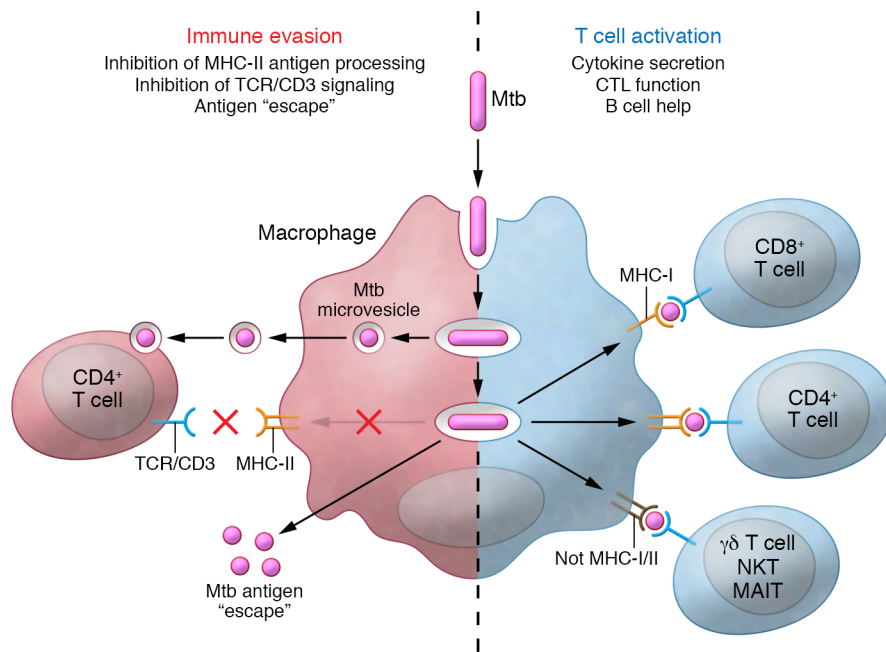 Immune evasion
Inhibition of MHC-II antigen processing
Inhibition of TCR/CD3 signaling
Antigen “escape”
T cell activation
Cytokine secretion
CTL function
B cell help
Mtb
Macrophage
Mtb
microvesicle
MHC-I
CD8⁺
T cell
CD4⁺
T cell
CD4⁺
T cell
TCR/CD3
MHC-II
Not MHC-I/II
γδ T cell
NKT
MAIT
Mtb antigen
“escape”